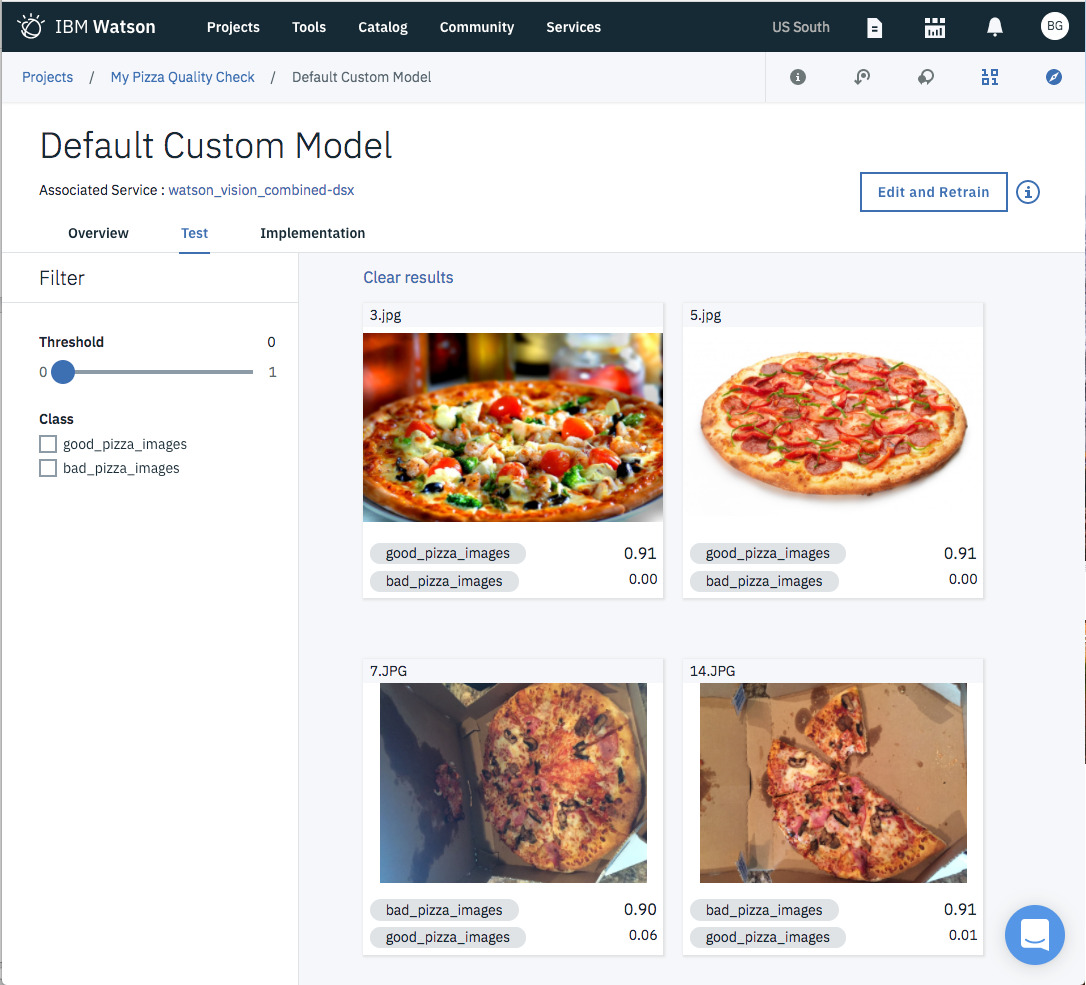 IBM Watson Projects Tools Catalog Community Services US South BG
Projects / My Pizza Quality Check / Default Custom Model
Default Custom Model
Associated Service : watson_vision_combined-dsx
Edit and Retrain
Overview Test Implementation
Filter
Threshold 0
0 1
Class
good_pizza_images
bad_pizza_images
Clear results
3.jpg
good_pizza_images 0.91
bad_pizza_images 0.00
5.jpg
good_pizza_images 0.91
bad_pizza_images 0.00
7.JPG
bad_pizza_images 0.90
good_pizza_images 0.06
14.JPG
bad_pizza_images 0.91
good_pizza_images 0.01